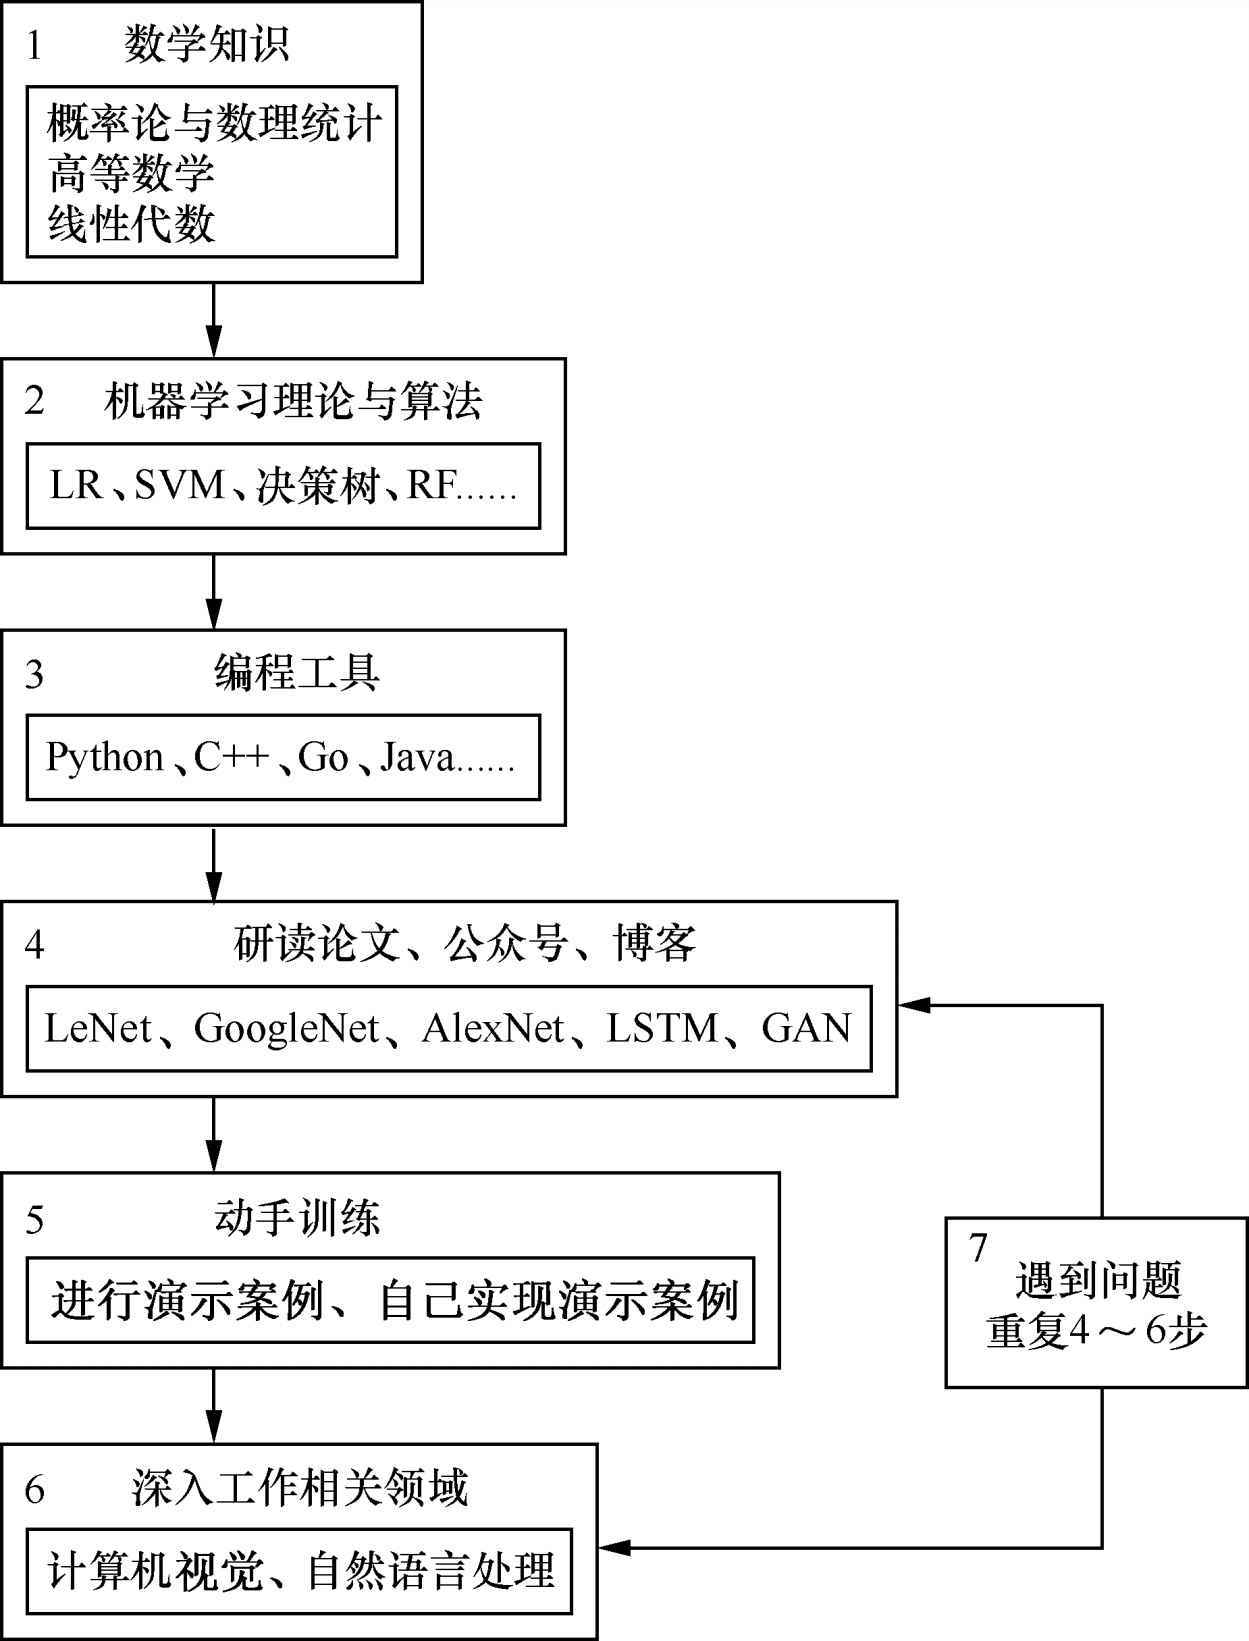 1 数学知识
概率论与数理统计
高等数学
线性代数
2 机器学习理论与算法
LR、SVM、决策树、RF……
3 编程工具
Python、C++、Go、Java……
4 研读论文、公众号、博客
LeNet、GoogleNet、AlexNet、LSTM、GAN
5 动手训练
进行演示案例、自己实现演示案例
6 深入工作相关领域
计算机视觉、自然语言处理
7
遇到问题
重复4～6步